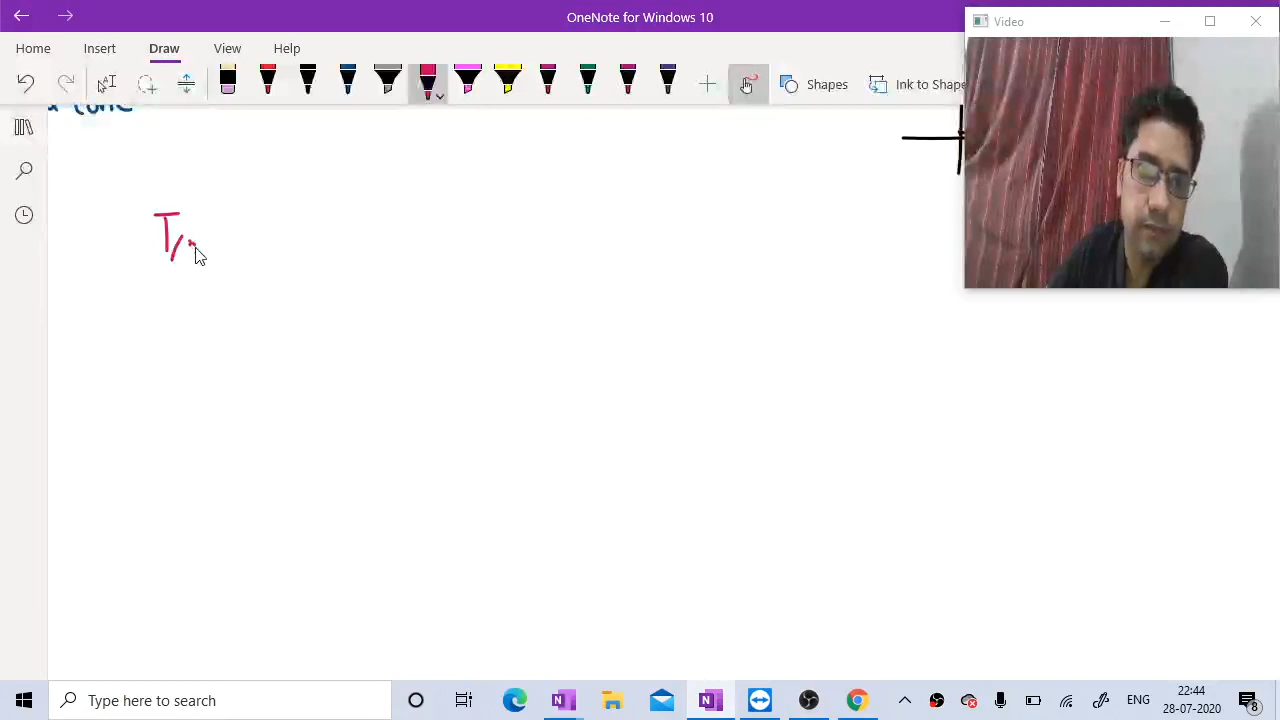 OneNote for Windows 10
Video
Home Insert Draw View Help
Shapes Ink to Shape
T
Type here to search
ENG
22:44
28-07-2020
8